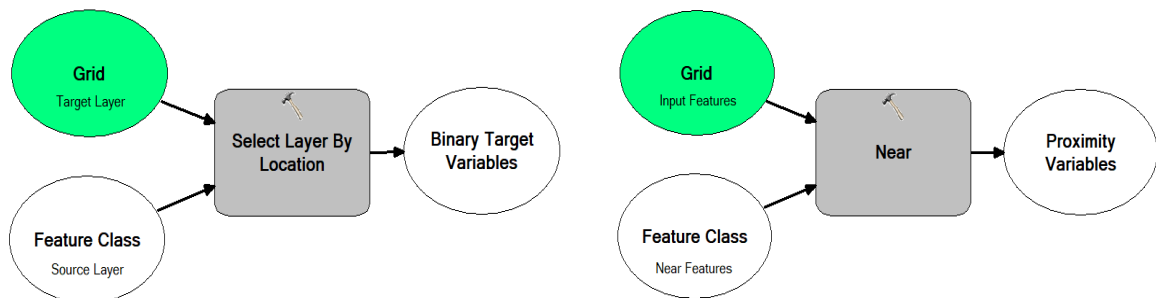 Grid
Target Layer
Select Layer By
Location
Binary Target
Variables
Feature Class
Source Layer
Grid
Input Features
Near
Proximity
Variables
Feature Class
Near Features